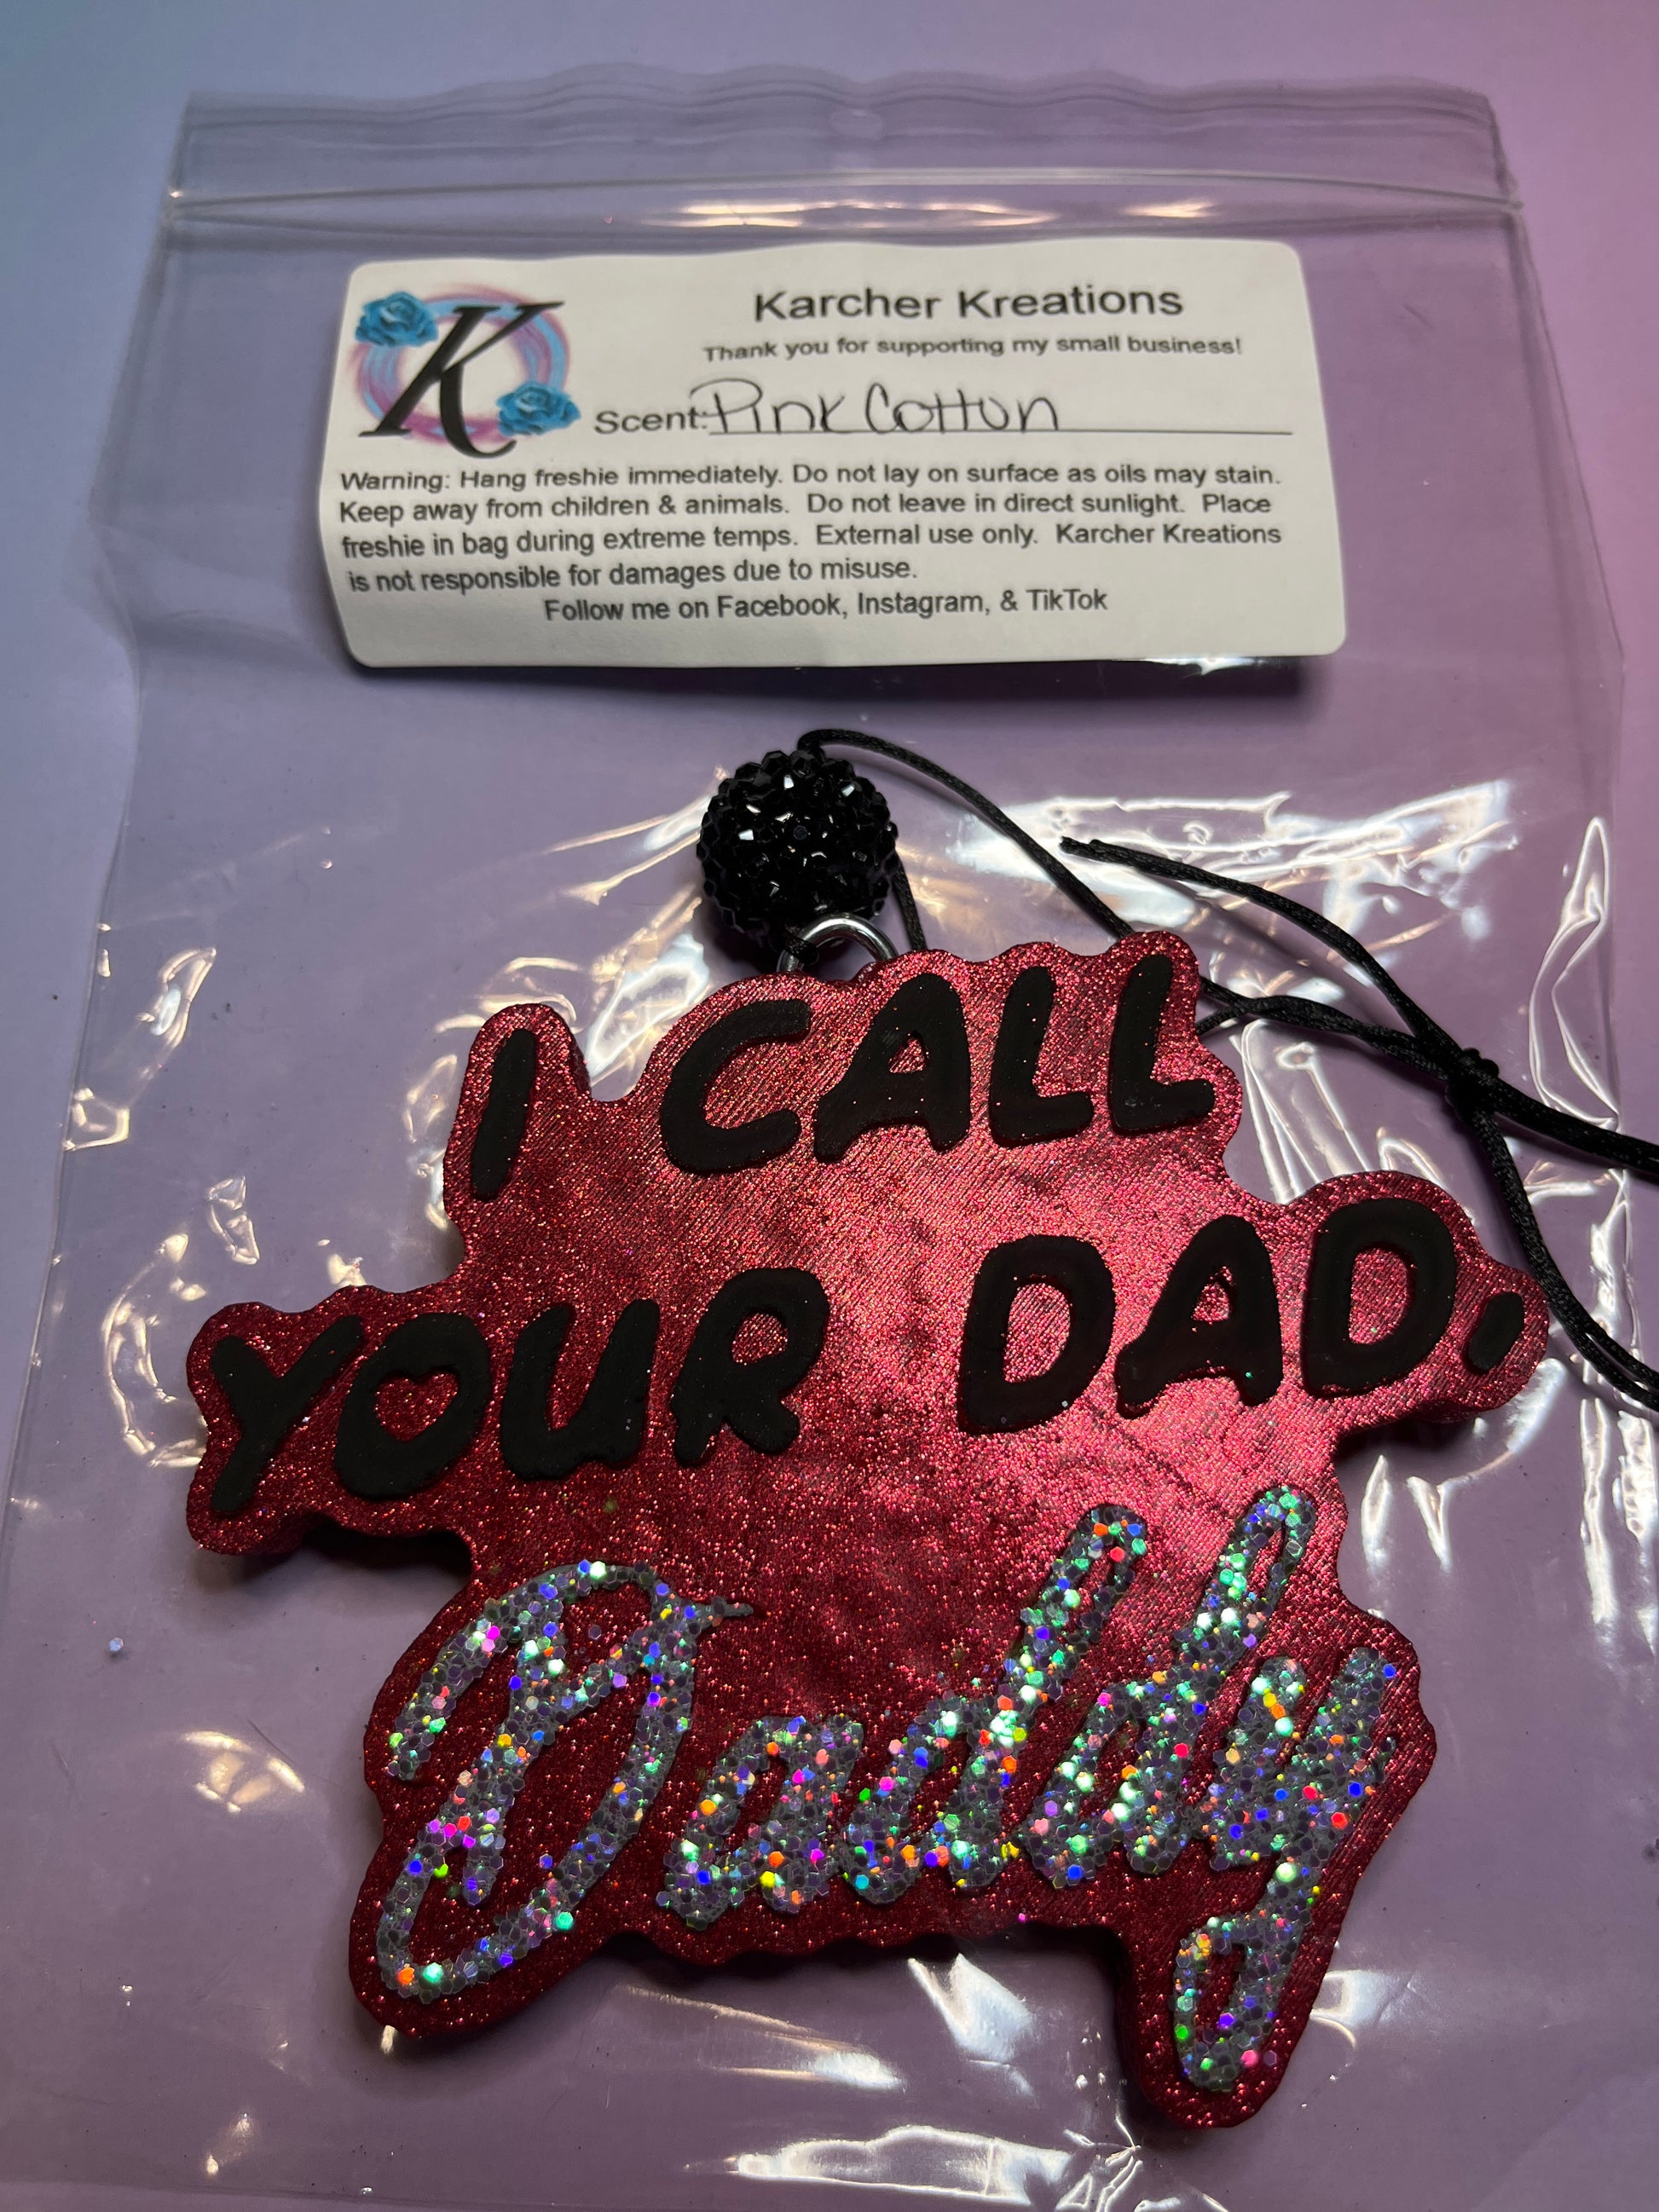 K
Karcher Kreations
Thank you for supporting my small business!
Scent: Pink Cotton
Warning: Hang freshie immediately. Do not lay on surface as oils may stain.
Keep away from children & animals. Do not leave in direct sunlight. Place
freshie in bag during extreme temps. External use only. Karcher Kreations
is not responsible for damages due to misuse.
Follow me on Facebook, Instagram, & TikTok
I CALL
YOUR DAD,
Daddy